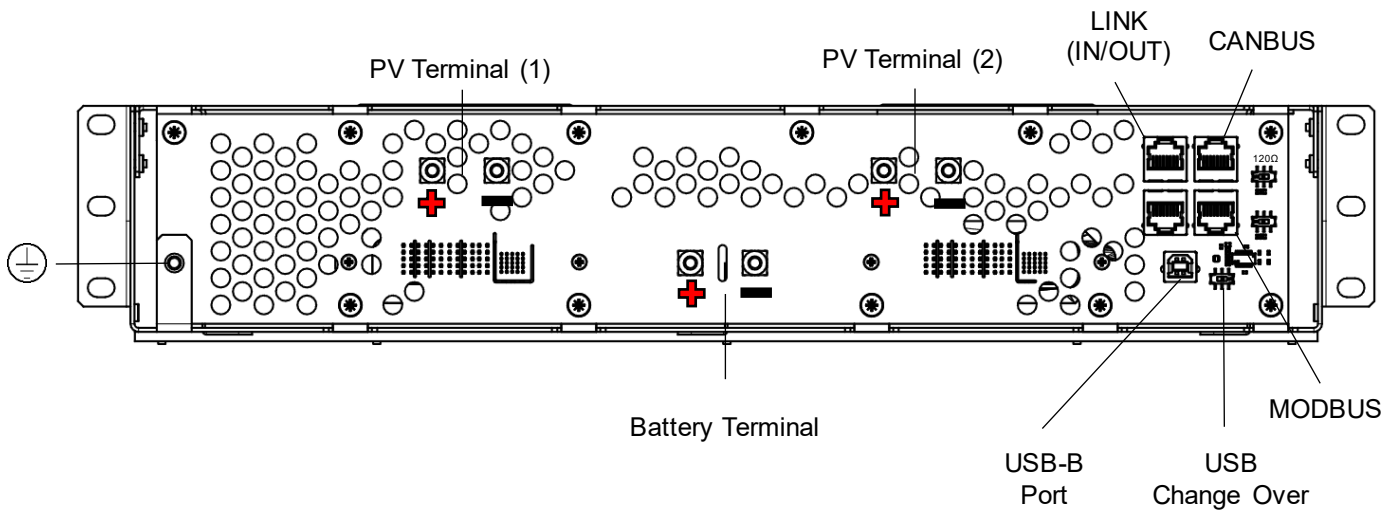 LINK
(IN/OUT)
CANBUS
PV Terminal (1)
PV Terminal (2)
120Ω
Battery Terminal
MODBUS
USB-B
Port
USB
Change Over